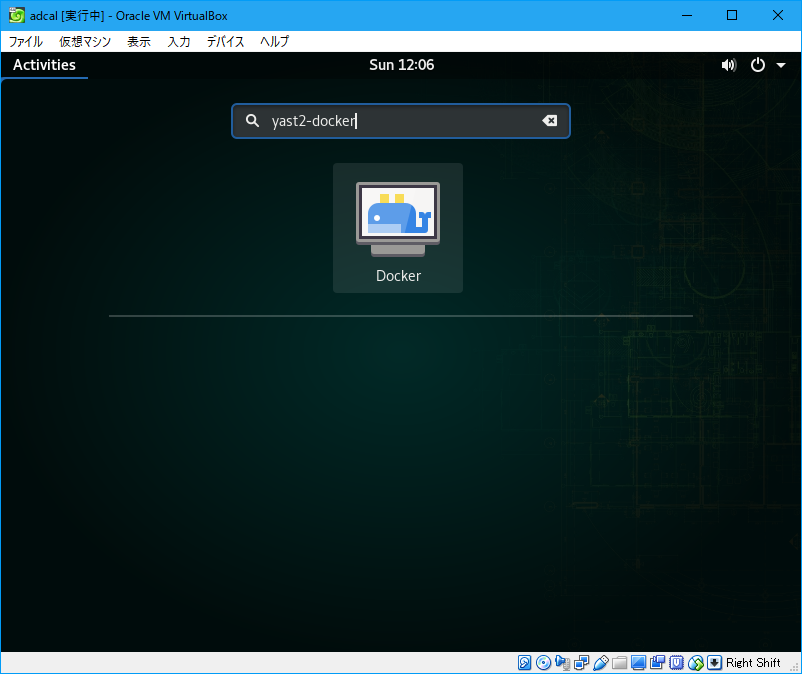 adcal [実行中] - Oracle VM VirtualBox
ファイル 仮想マシン 表示 入力 デバイス ヘルプ
Activities Sun 12:06
yast2-docker
Docker
Right Shift